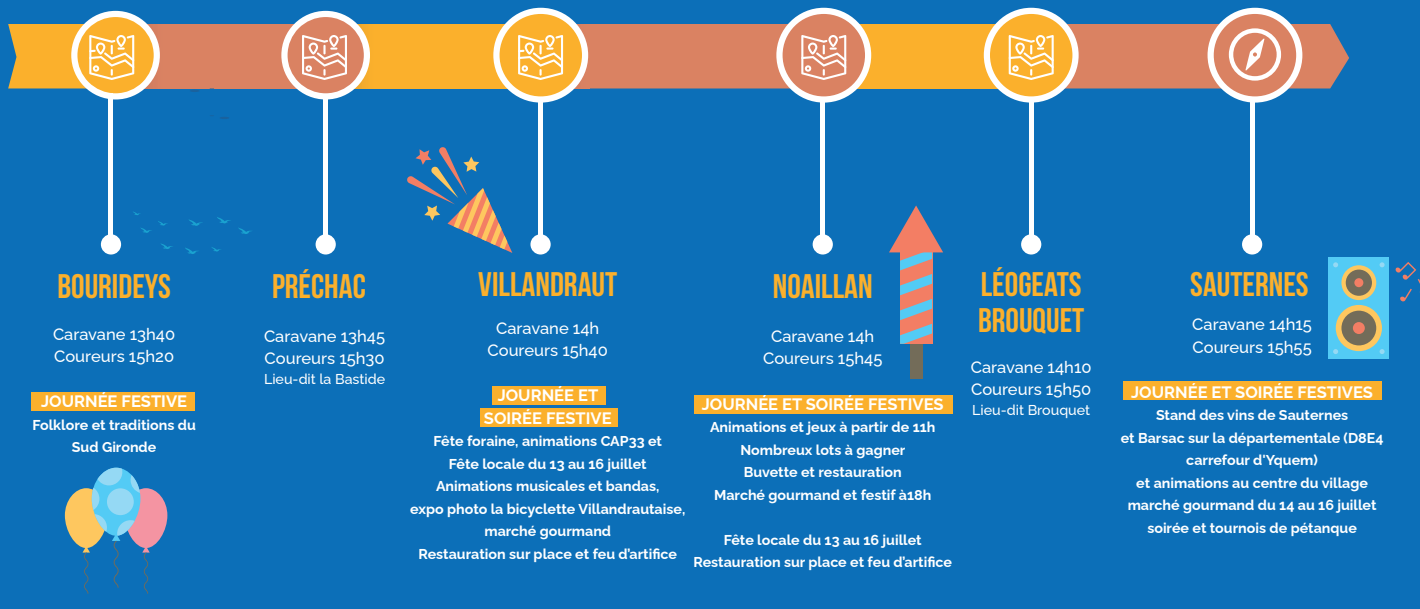 BOURIDEYS
Caravane 13h40
Coureurs 15h20
JOURNÉE FESTIVE
Folklore et traditions du
Sud Gironde
PRÉCHAC
Caravane 13h45
Coureurs 15h30
Lieu-dit la Bastide
VILLANDRAUT
Caravane 14h
Coureurs 15h40
JOURNÉE ET
SOIRÉE FESTIVE
Fête foraine, animations CAP33 et
Fête locale du 13 au 16 juillet
Animations musicales et bandas,
expo photo la bicyclette Villandrautaise,
marché gourmand
Restauration sur place et feu d'artifice
NOAILLAN
Caravane 14h
Coureurs 15h45
JOURNÉE ET SOIRÉE FESTIVES
Animations et jeux à partir de 11h
Nombreux lots à gagner
Buvette et restauration
Marché gourmand et festif à18h
Fête locale du 13 au 16 juillet
Restauration sur place et feu d'artifice
LÉOGEATS
BROUQUET
Caravane 14h10
Coureurs 15h50
Lieu-dit Brouquet
SAUTERNES
Caravane 14h15
Coureurs 15h55
JOURNÉE ET SOIRÉE FESTIVES
Stand des vins de Sauternes
et Barsac sur la départementale (D8E4
carrefour d'Yquem)
et animations au centre du village
marché gourmand du 14 au 16 juillet
soirée et tournois de pétanque